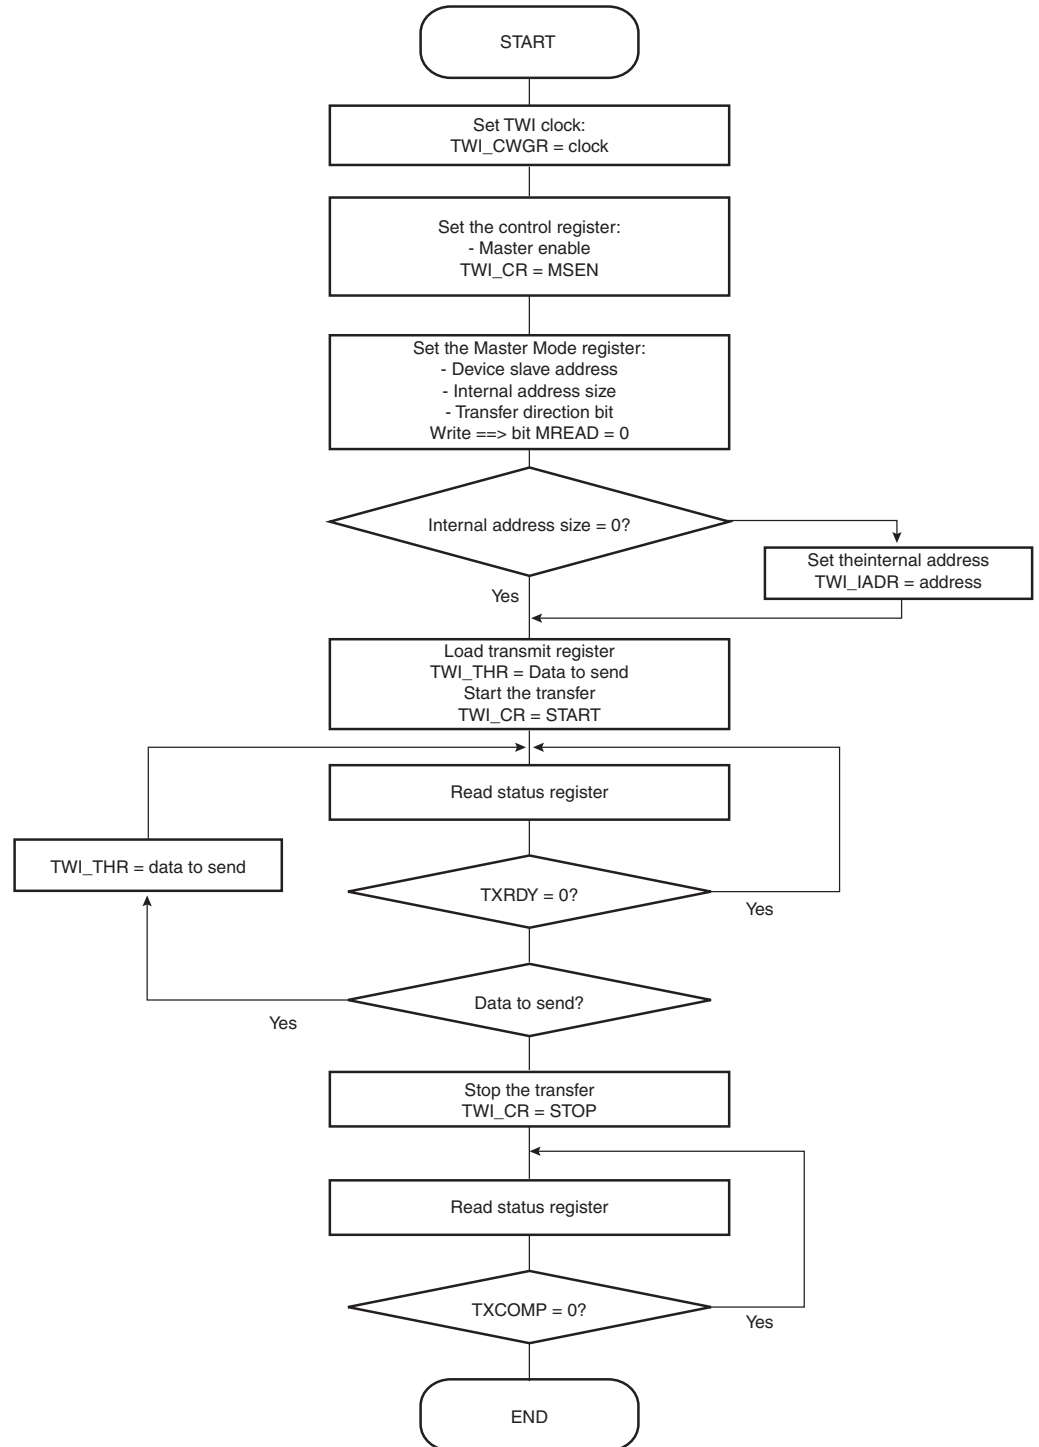 START
Set TWI clock:
TWI_CWGR = clock
Set the control register:
- Master enable
TWI_CR = MSEN
Set the Master Mode register:
- Device slave address
- Internal address size
- Transfer direction bit
Write ==> bit MREAD = 0
Internal address size = 0?
Set theinternal address
TWI_IADR = address
Yes
Load transmit register
TWI_THR = Data to send
Start the transfer
TWI_CR = START
Read status register
TWI_THR = data to send
TXRDY = 0?
Yes
Data to send?
Yes
Stop the transfer
TWI_CR = STOP
Read status register
TXCOMP = 0?
Yes
END